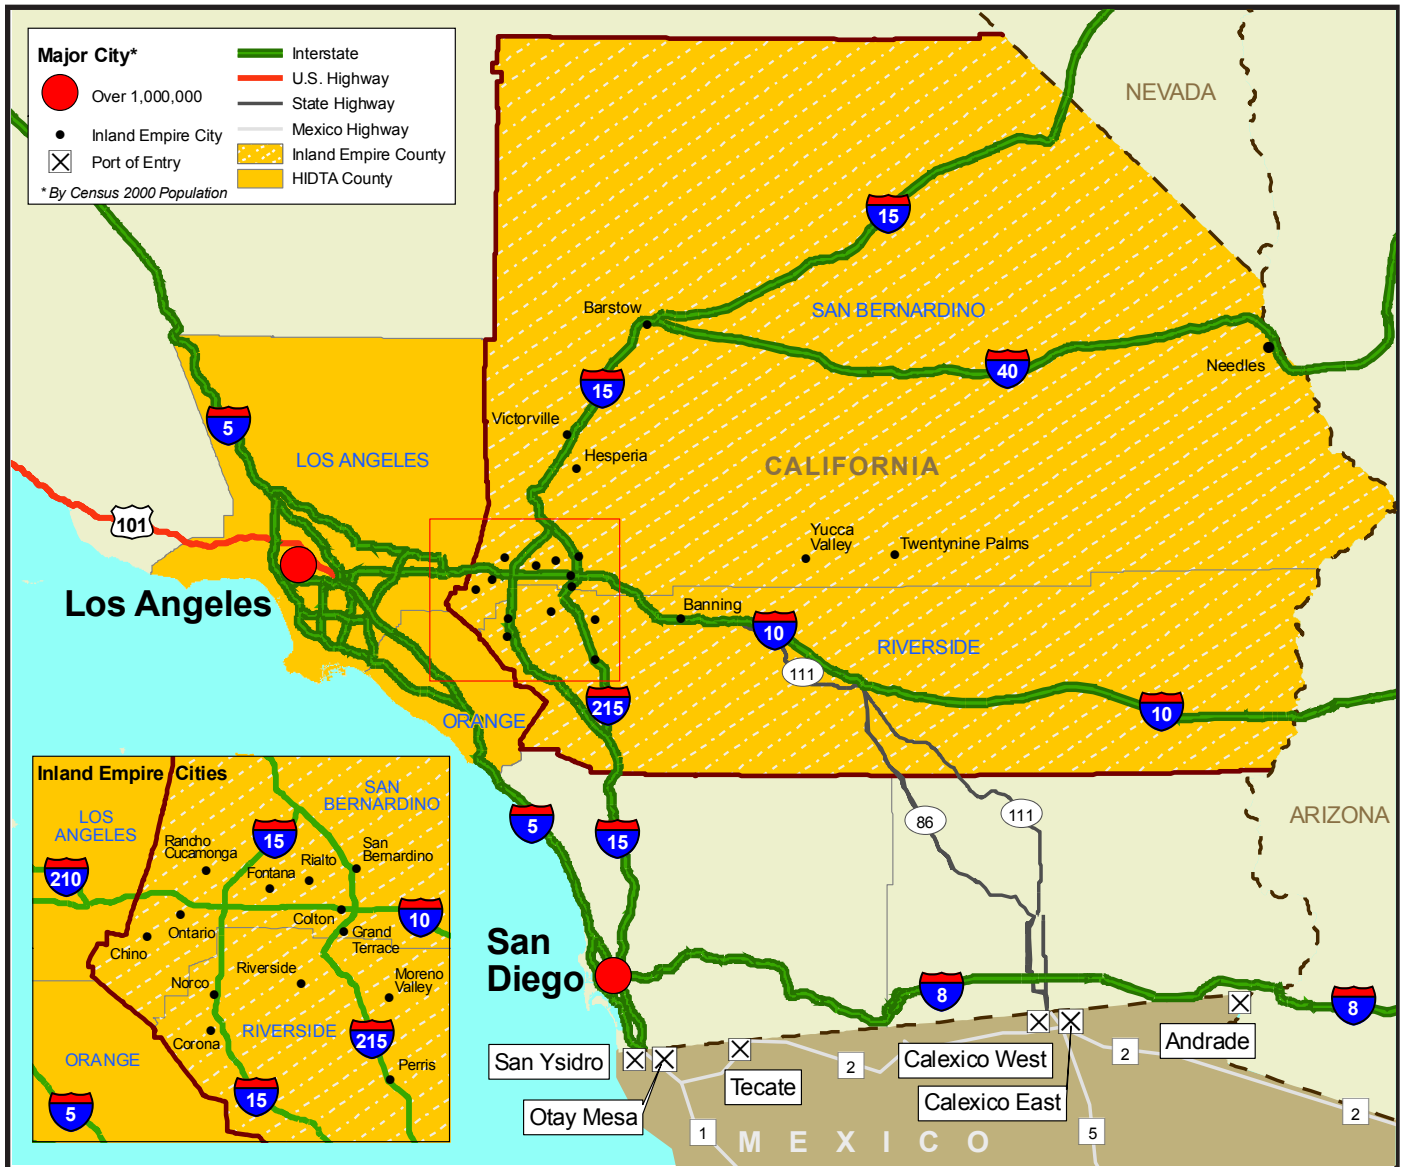 Major City*
Over 1,000,000
Inland Empire City
Port of Entry
* By Census 2000 Population
Interstate
U.S. Highway
State Highway
Mexico Highway
Inland Empire County
HIDTA County
NEVADA
15
Barstow
SAN BERNARDINO
40
Needles
15
Victorville
Hesperia
5
LOS ANGELES
CALIFORNIA
101
Yucca
Valley
Twentynine Palms
Los Angeles
Banning
10
RIVERSIDE
111
215
10
ORANGE
Inland Empire Cities
LOS
ANGELES
SAN
BERNARDINO
15
Rancho
Cucamonga
Rialto
San
Bernardino
210
Fontana
Ontario
Colton
10
Chino
Grand
Terrace
Norco
Riverside
Moreno
Valley
Corona
RIVERSIDE
215
ORANGE
Perris
15
5
5
15
86
111
ARIZONA
San
Diego
8
8
San Ysidro
Otay Mesa
Tecate
2
Calexico West
Calexico East
2
Andrade
2
1
5
MEXICO